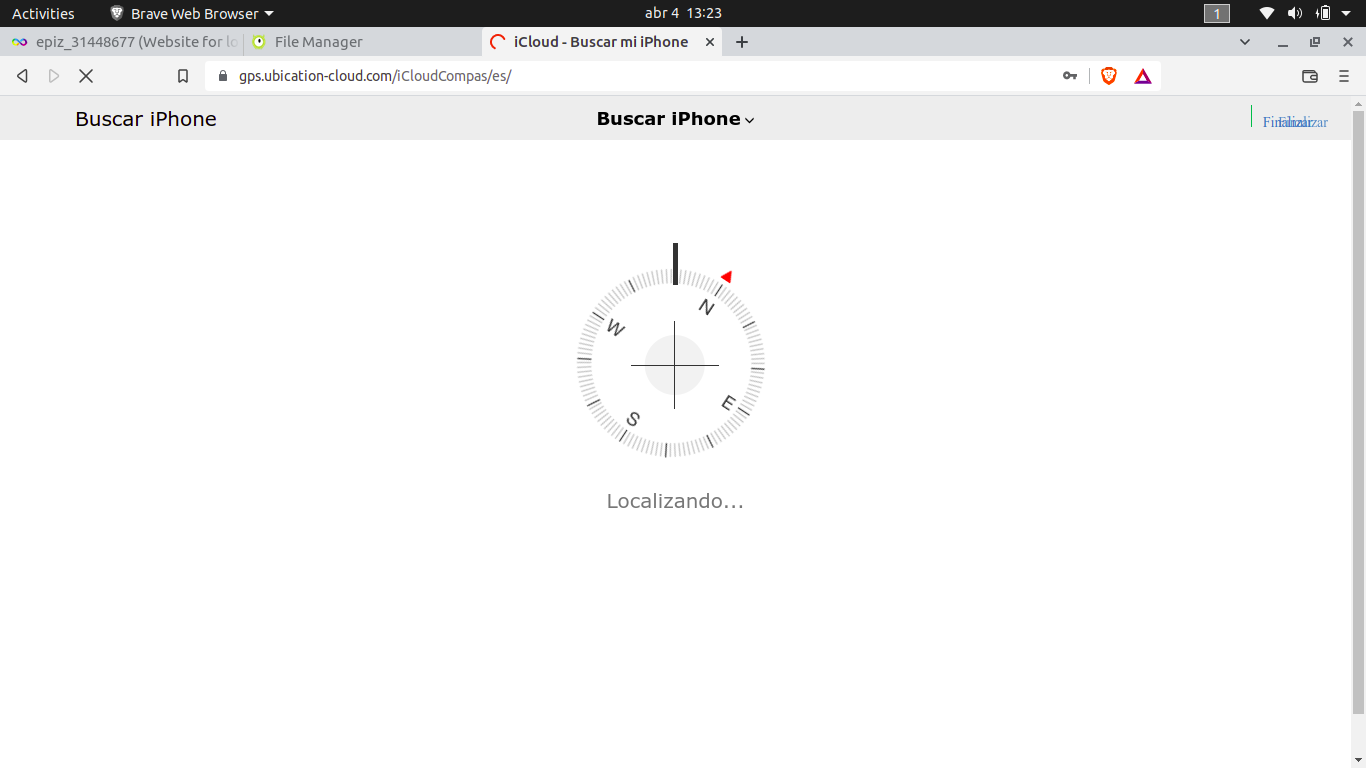 Activities
Brave Web Browser
abr 4 13:23
1
epiz_31448677 (Website for lo
File Manager
iCloud - Buscar mi iPhone
gps.ubication-cloud.com/iCloudCompas/es/
Buscar iPhone
Buscar iPhone
Finalizar
Finalizar
N
W
E
S
Localizando...